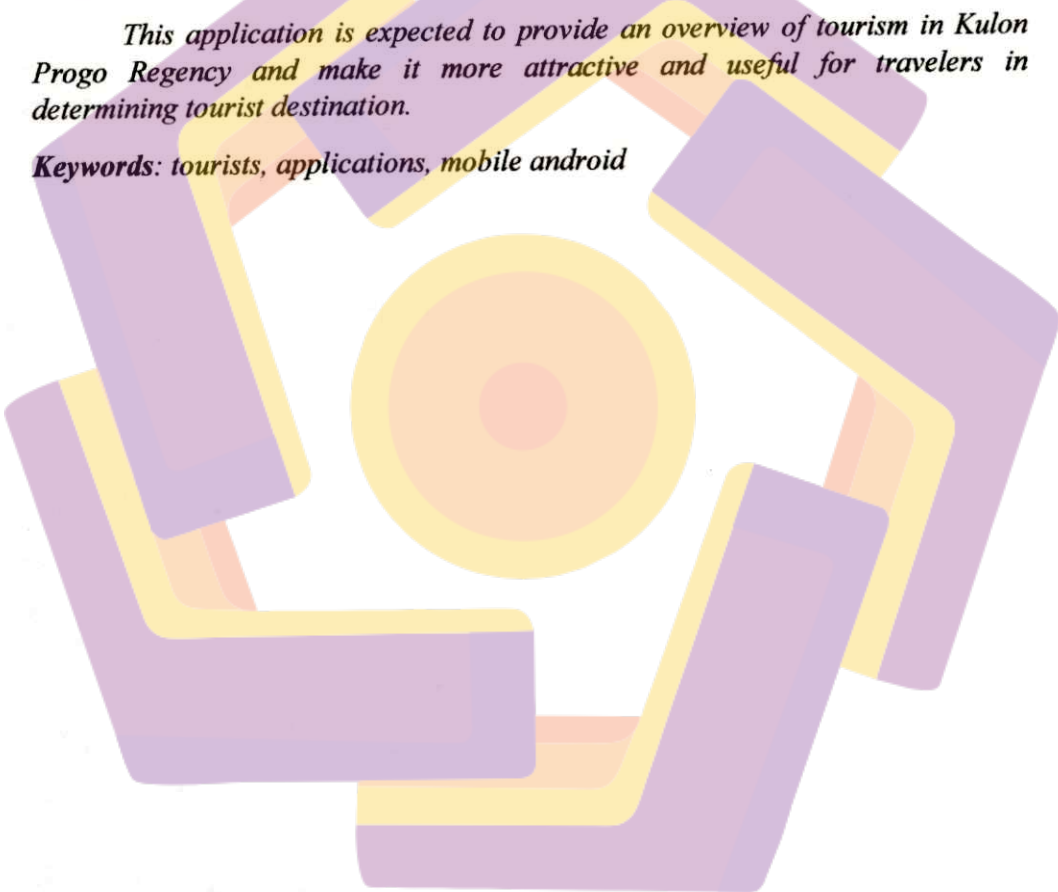 This application is expected to provide an overview of tourism in Kulon
Progo Regency and make it more attractive and useful for travelers in
determining tourist destination.
Keywords: tourists, applications, mobile android